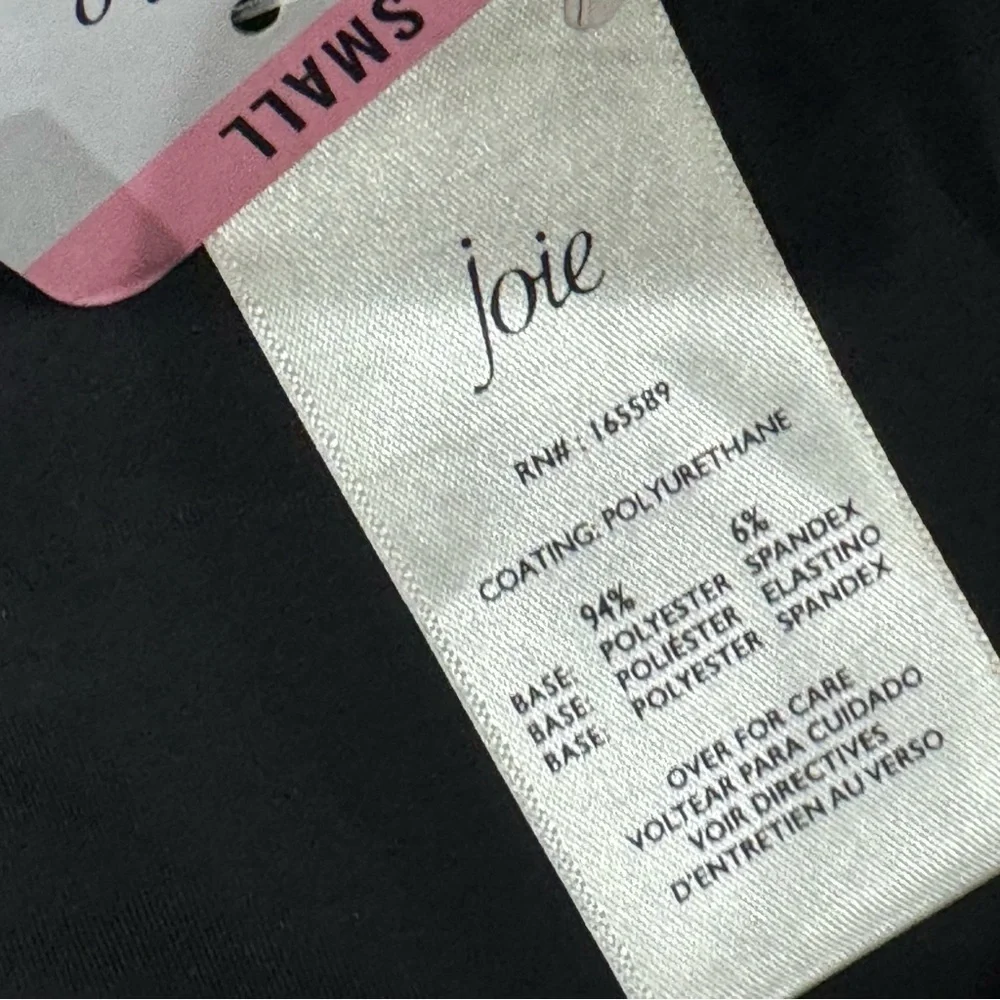 SMALL
joie
RN# : 165589
COATING: POLYURETHANE
94% 6%
BASE: POLYESTER SPANDEX
BASE: POLIÉSTER ELASTINO
BASE: POLYESTER SPANDEX
OVER FOR CARE
VOLTEAR PARA CUIDADO
VOIR DIRECTIVES
D'ENTRETIEN AU VERSO